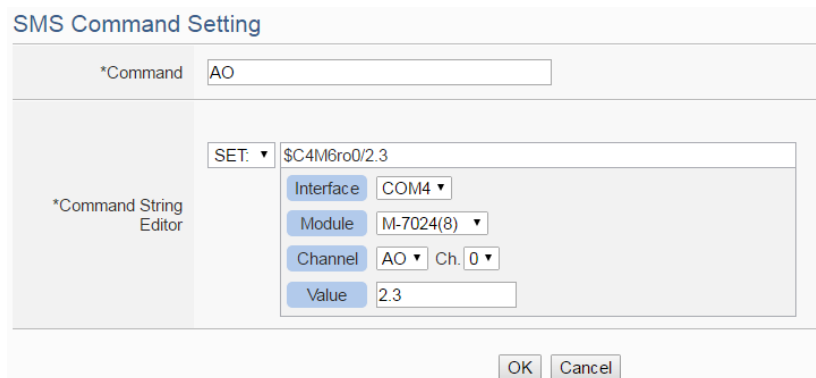 SMS Command Setting
*Command AO
SET: $C4M6ro0/2.3
*Command String
Editor
Interface COM4
Module M-7024(8)
Channel AO Ch. 0
Value 2.3
OK Cancel